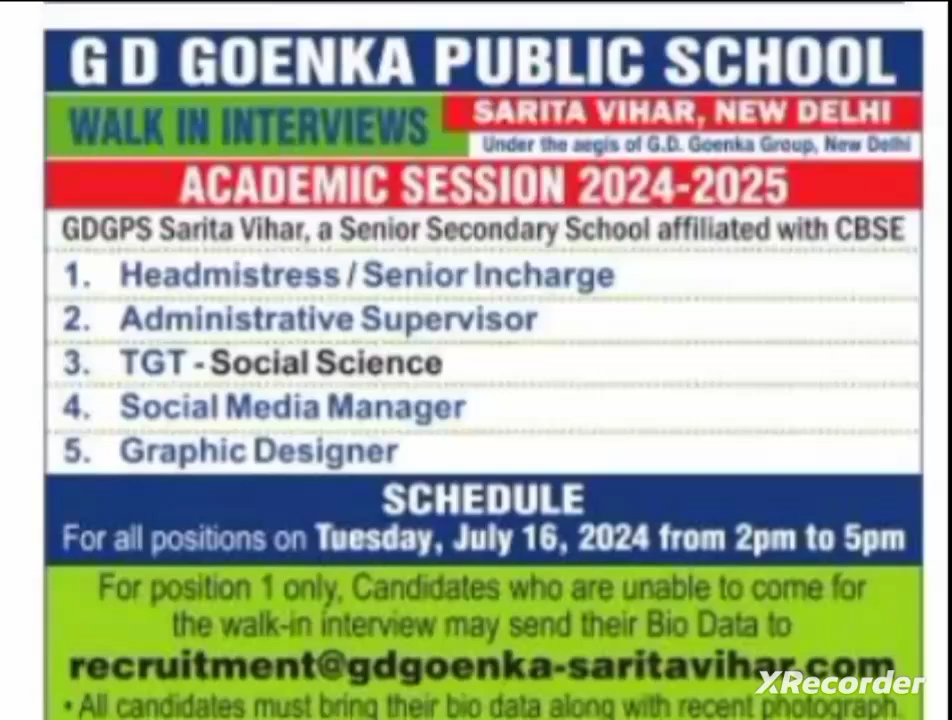 G D GOENKA PUBLIC SCHOOL
WALK IN INTERVIEWS
SARITA VIHAR, NEW DELHI
Under the aegis of G.D. Goenka Group, New Delhi
ACADEMIC SESSION 2024-2025
GDGPS Sarita Vihar, a Senior Secondary School affiliated with CBSE
1. Headmistress / Senior Incharge
2. Administrative Supervisor
3. TGT - Social Science
4. Social Media Manager
5. Graphic Designer
SCHEDULE
For all positions on Tuesday, July 16, 2024 from 2pm to 5pm
For position 1 only, Candidates who are unable to come for
the walk-in interview may send their Bio Data to
recruitment@gdgoenka-saritavihar.com
XRecorder
• All candidates must bring their bio data along with recent photograph.